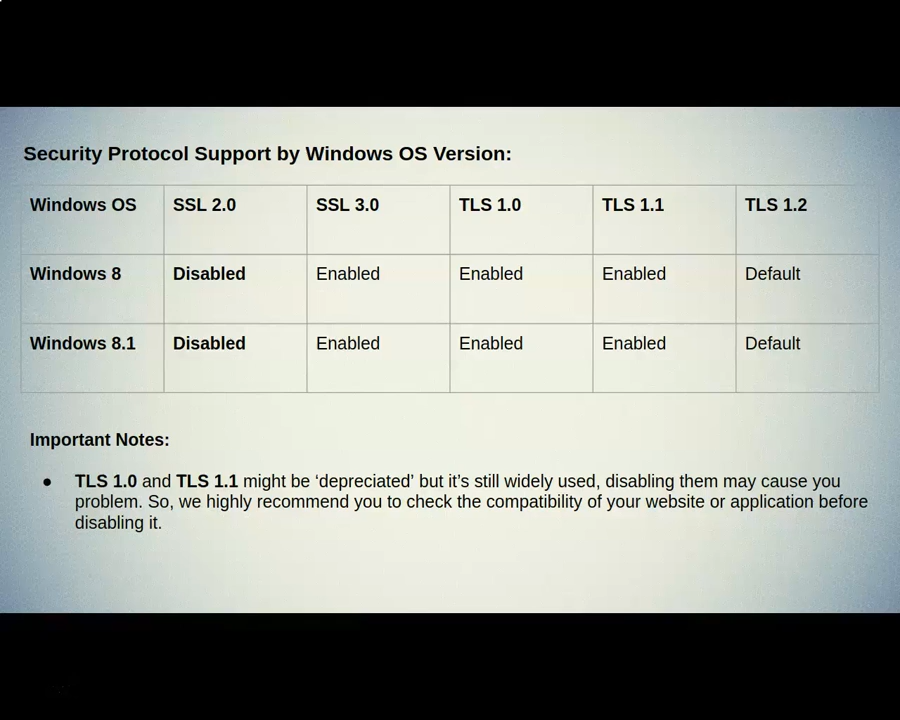 Security Protocol Support by Windows OS Version:
Windows OS SSL 2.0 SSL 3.0 TLS 1.0 TLS 1.1 TLS 1.2
Windows 8 Disabled Enabled Enabled Enabled Default
Windows 8.1 Disabled Enabled Enabled Enabled Default
Important Notes:
● TLS 1.0 and TLS 1.1 might be ‘depreciated’ but it’s still widely used, disabling them may cause you
problem. So, we highly recommend you to check the compatibility of your website or application before
disabling it.